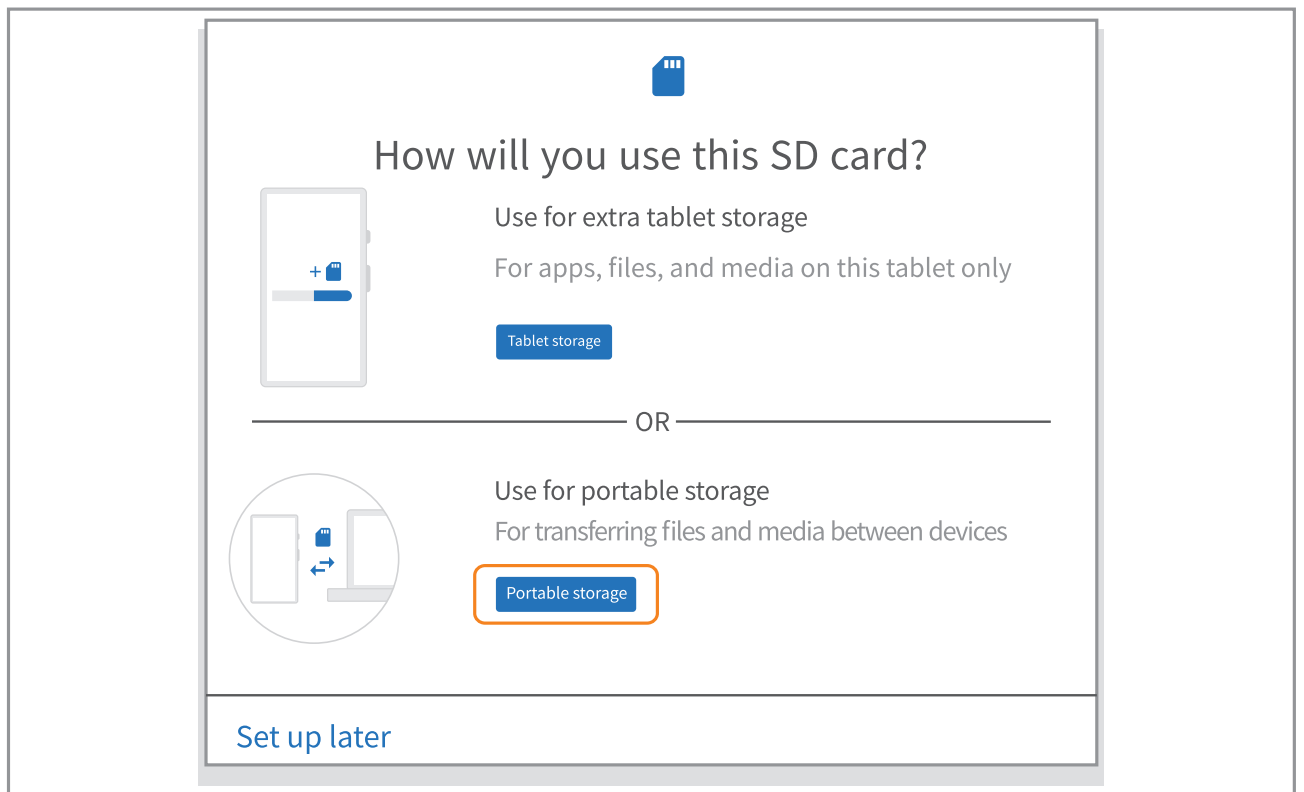 How will you use this SD card?
Use for extra tablet storage
For apps, files, and media on this tablet only
Tablet storage
OR
Use for portable storage
For transferring files and media between devices
Portable storage
Set up later